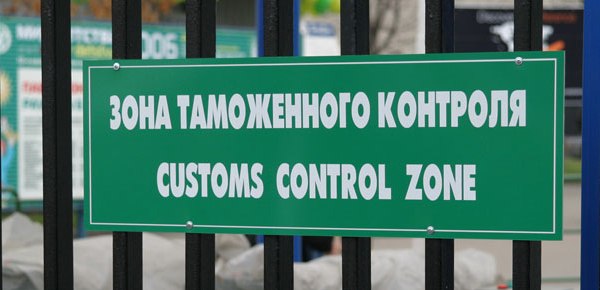 ЗОНА ТАМОЖЕННОГО КОНТРОЛЯ
CUSTOMS CONTROL ZONE